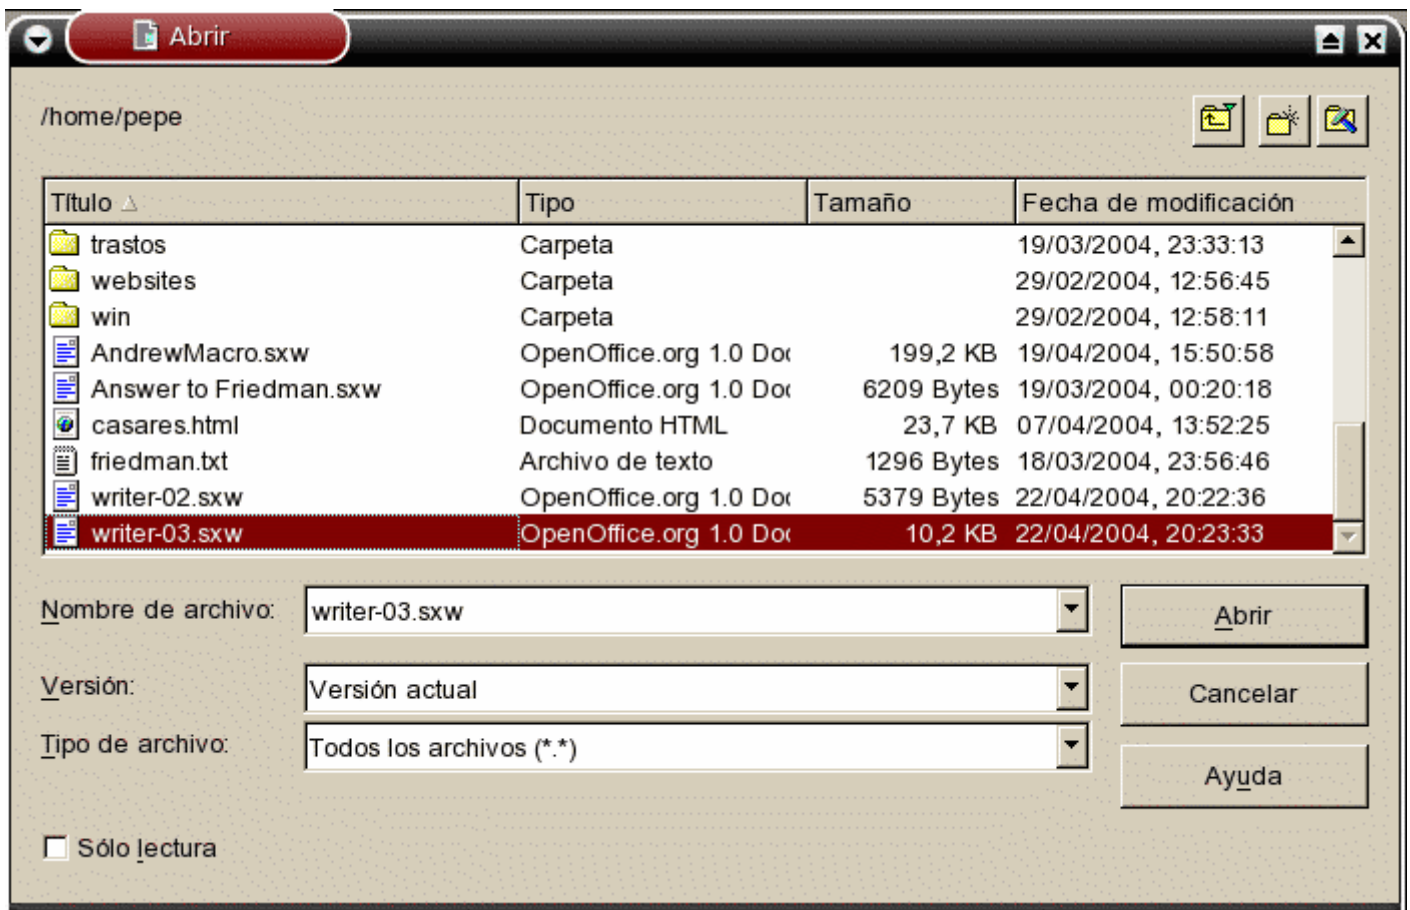 Abrir
/home/pepe
Título Tipo Tamaño Fecha de modificación
trastos Carpeta 19/03/2004, 23:33:13
websites Carpeta 29/02/2004, 12:56:45
win Carpeta 29/02/2004, 12:58:11
AndrewMacro.sxw OpenOffice.org 1.0 Doc 199,2 KB 19/04/2004, 15:50:58
Answer to Friedman.sxw OpenOffice.org 1.0 Doc 6209 Bytes 19/03/2004, 00:20:18
casares.html Documento HTML 23,7 KB 07/04/2004, 13:52:25
friedman.txt Archivo de texto 1296 Bytes 18/03/2004, 23:56:46
writer-02.sxw OpenOffice.org 1.0 Doc 5379 Bytes 22/04/2004, 20:22:36
writer-03.sxw OpenOffice.org 1.0 Doc 10,2 KB 22/04/2004, 20:23:33
Nombre de archivo: writer-03.sxw Abrir
Versión: Versión actual Cancelar
Tipo de archivo: Todos los archivos (*.*)
Ayuda
Sólo lectura